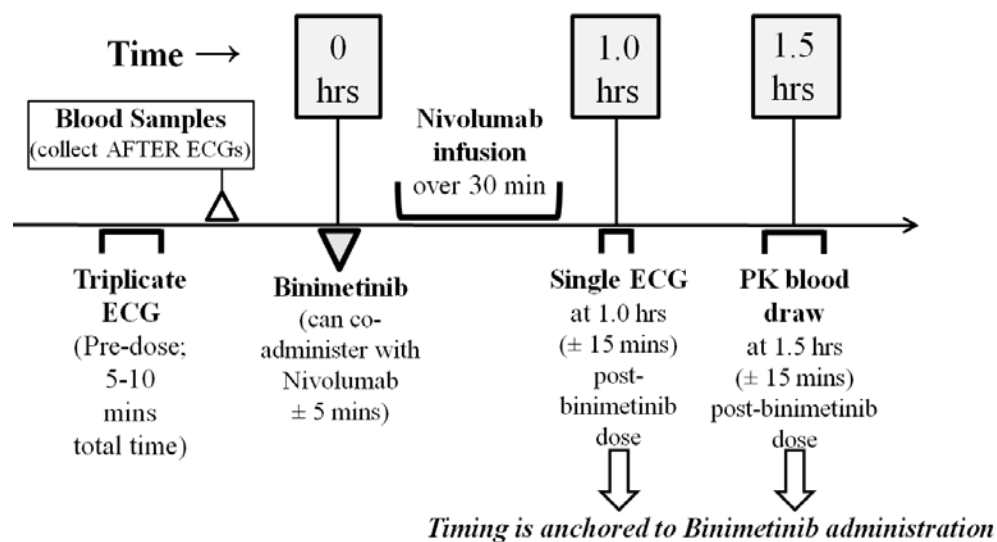 Time →
0
hrs
1.0
hrs
1.5
hrs
Blood Samples
(collect AFTER ECGs)
Nivolumab
infusion
over 30 min
Triplicate
ECG
(Pre-dose;
5-10
mins
total time)
Binimetinib
(can co-
administer with
Nivolumab
± 5 mins)
Single ECG
at 1.0 hrs
(± 15 mins)
post-
binimetinib
dose
PK blood
draw
at 1.5 hrs
(± 15 mins)
post-binimetinib
dose
Timing is anchored to Binimetinib administration